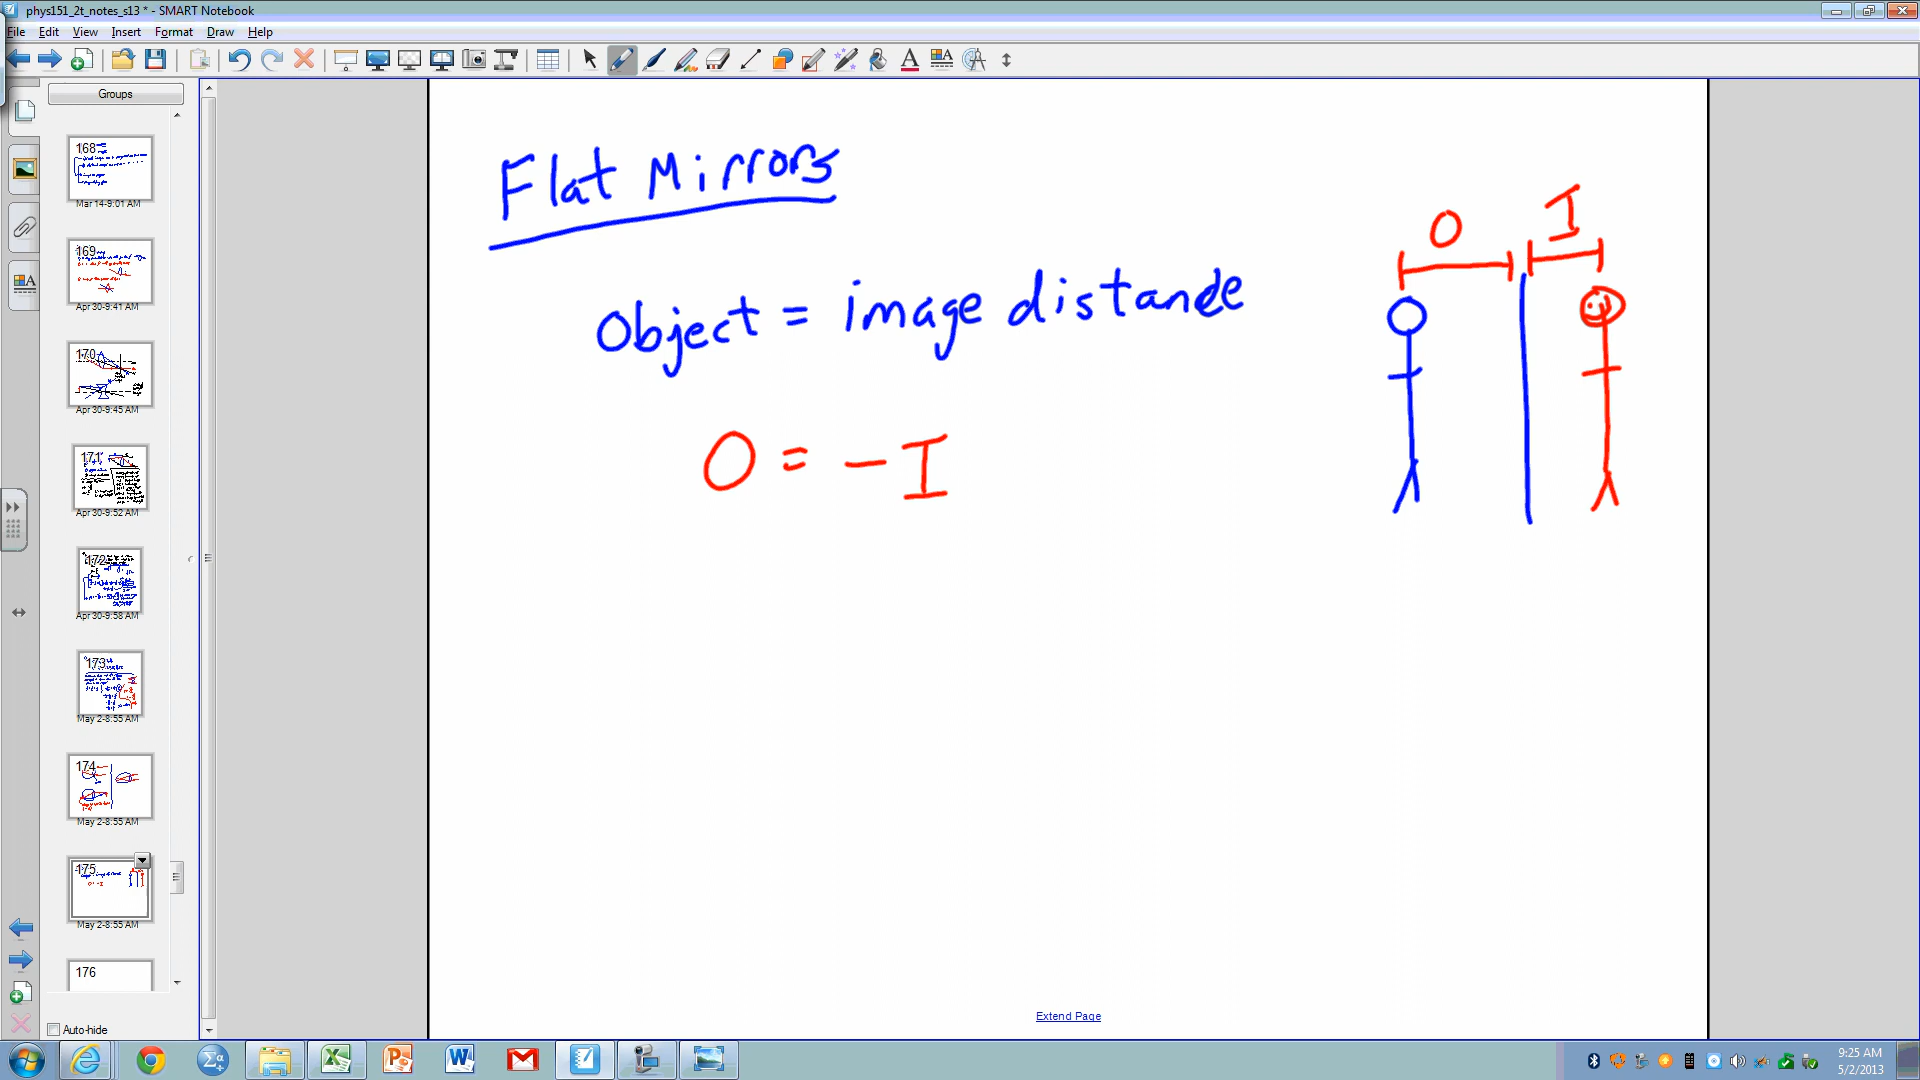 phys151_2t_notes_s13 * - SMART Notebook
File Edit View Insert Format Draw Help
Groups
168
Mar 14-9:01 AM
169
Apr 30-9:41 AM
170
Apr 30-9:45 AM
171
Apr 30-9:52 AM
172
Apr 30-9:58 AM
173
May 2-8:55 AM
174
May 2-8:55 AM
175
May 2-8:55 AM
176
Auto-hide
Flat Mirrors
O I
Object = image distance
O = - I
Extend Page
9:25 AM
5/2/2013